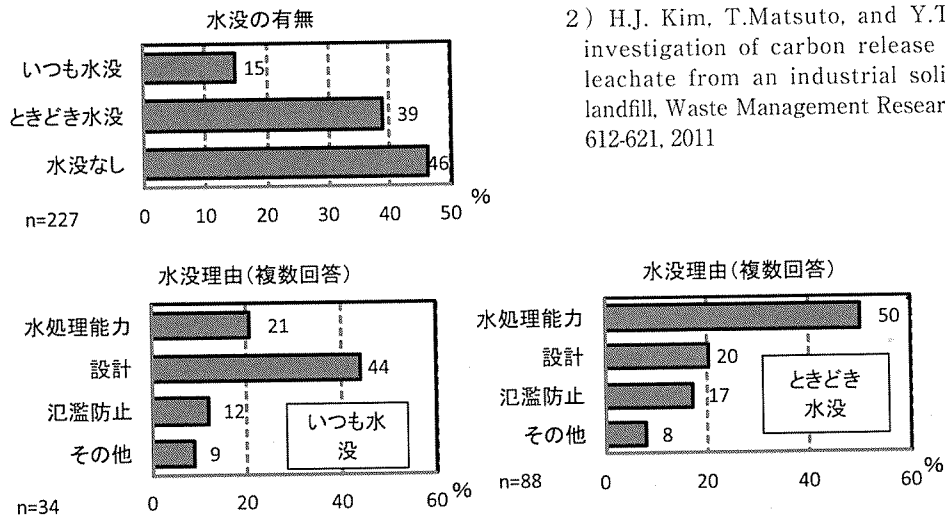 水没の有無
いつも水没 15
ときどき水没 39
水没なし 46
n=227 0 10 20 30 40 50 %
2) H.J. Kim, T.Matsuto, and Y.T
investigation of carbon release
leachate from an industrial soli
landfill, Waste Management Resear
612-621, 2011
水没理由(複数回答)
水処理能力 21
設計 44
氾濫防止 12
その他 9
いつも水
没
n=34 0 20 40 60 %
水没理由(複数回答)
水処理能力 50
設計 20
氾濫防止 17
その他 8
ときどき
水没
n=88 0 20 40 60 %